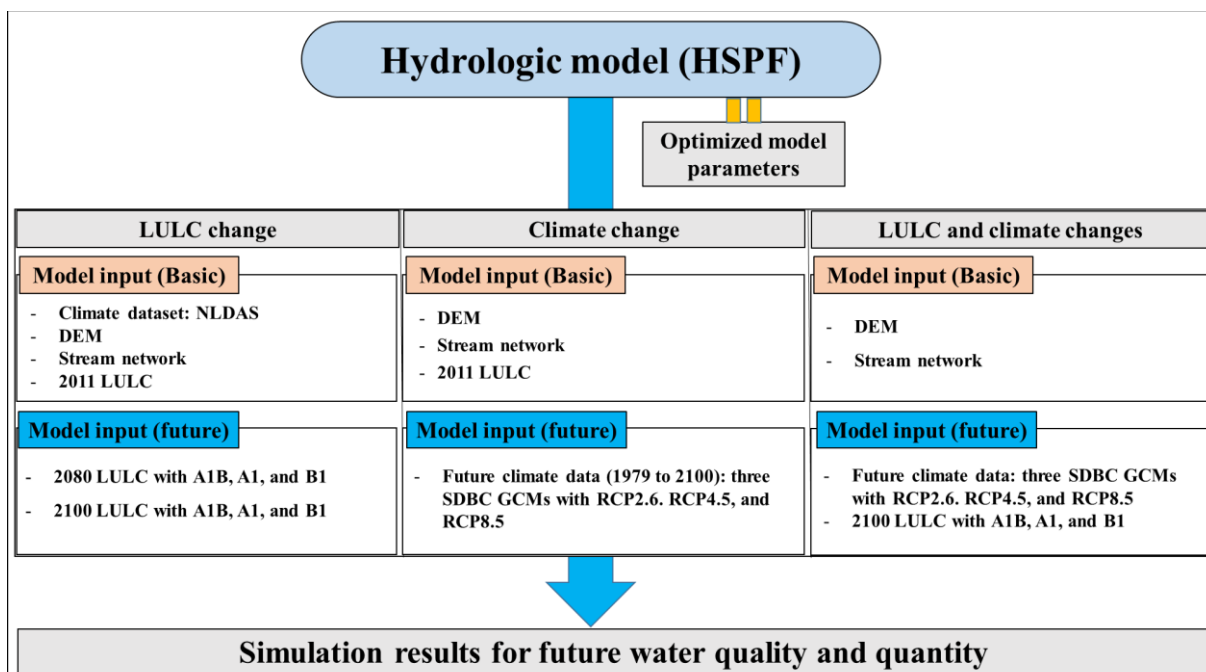 Hydrologic model (HSPF)
Optimized model
parameters
LULC change
Model input (Basic)
- Climate dataset: NLDAS
- DEM
- Stream network
- 2011 LULC
Model input (future)
- 2080 LULC with A1B, A1, and B1
- 2100 LULC with A1B, A1, and B1
Climate change
Model input (Basic)
- DEM
- Stream network
- 2011 LULC
Model input (future)
- Future climate data (1979 to 2100): three
SDBC GCMs with RCP2.6. RCP4.5, and
RCP8.5
LULC and climate changes
Model input (Basic)
- DEM
- Stream network
Model input (future)
- Future climate data: three SDBC GCMs
with RCP2.6. RCP4.5, and RCP8.5
- 2100 LULC with A1B, A1, and B1
Simulation results for future water quality and quantity